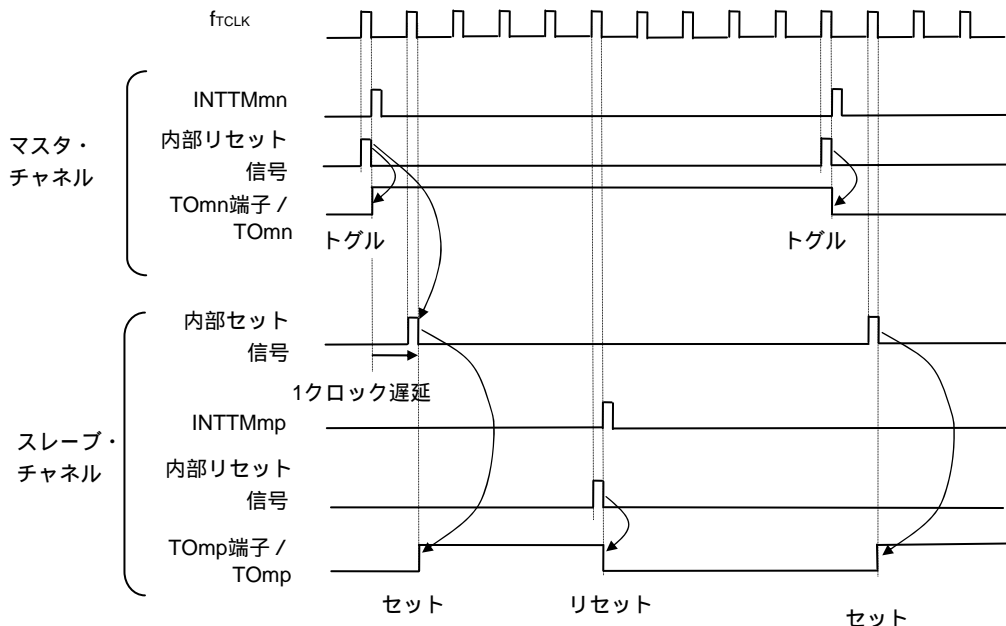 fTCLK
マスタ・
チャネル
INTTMmn
内部リセット
信号
TOmn端子 /
TOmn
トグル
トグル
スレーブ・
チャネル
内部セット
信号
1クロック遅延
INTTMmp
内部リセット
信号
TOmp端子 /
TOmp
セット
リセット
セット